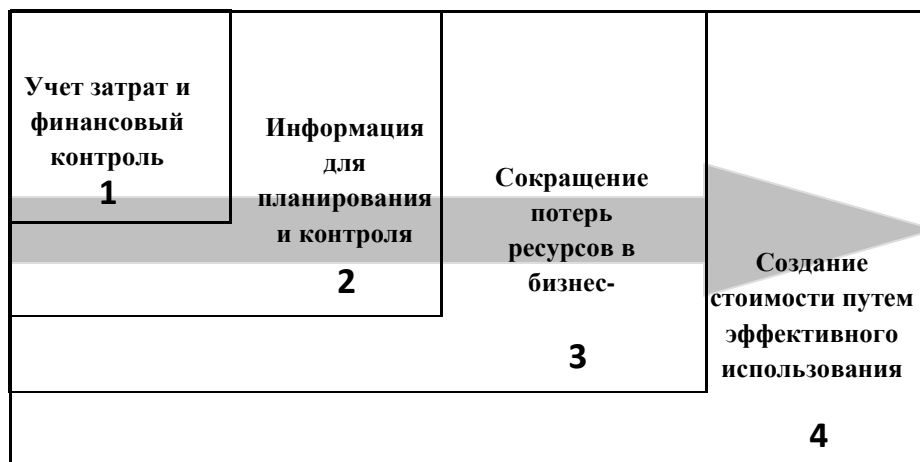 Учет затрат и
финансовый
контроль
1
Информация
для
планирования
и контроля
2
Сокращение
потерь
ресурсов в
бизнес-
3
Создание
стоимости путем
эффективного
использования
4